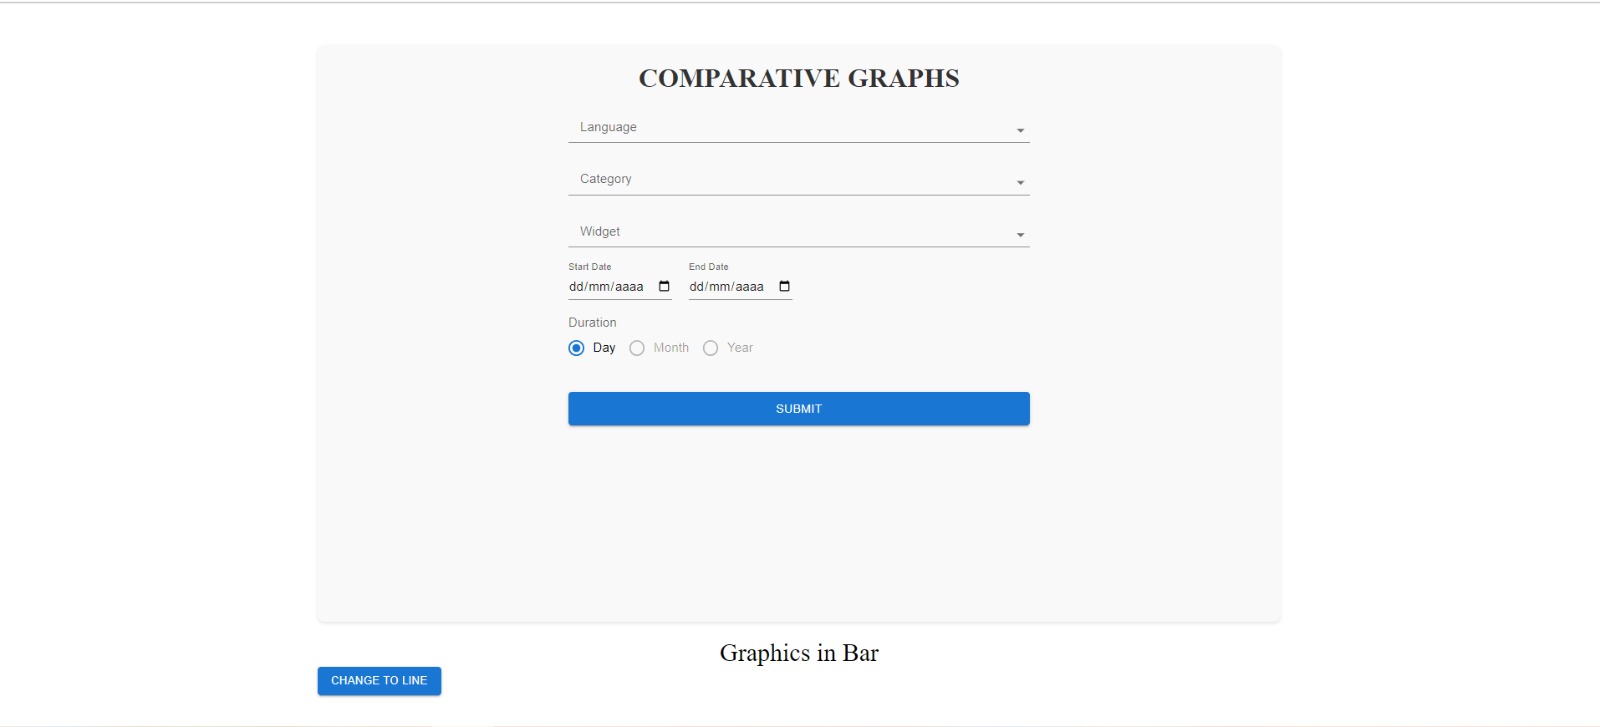 COMPARATIVE GRAPHS
Language
Category
Widget
Start Date End Date
dd/mm/aaaa dd/mm/aaaa
Duration
Day Month Year
SUBMIT
Graphics in Bar
CHANGE TO LINE